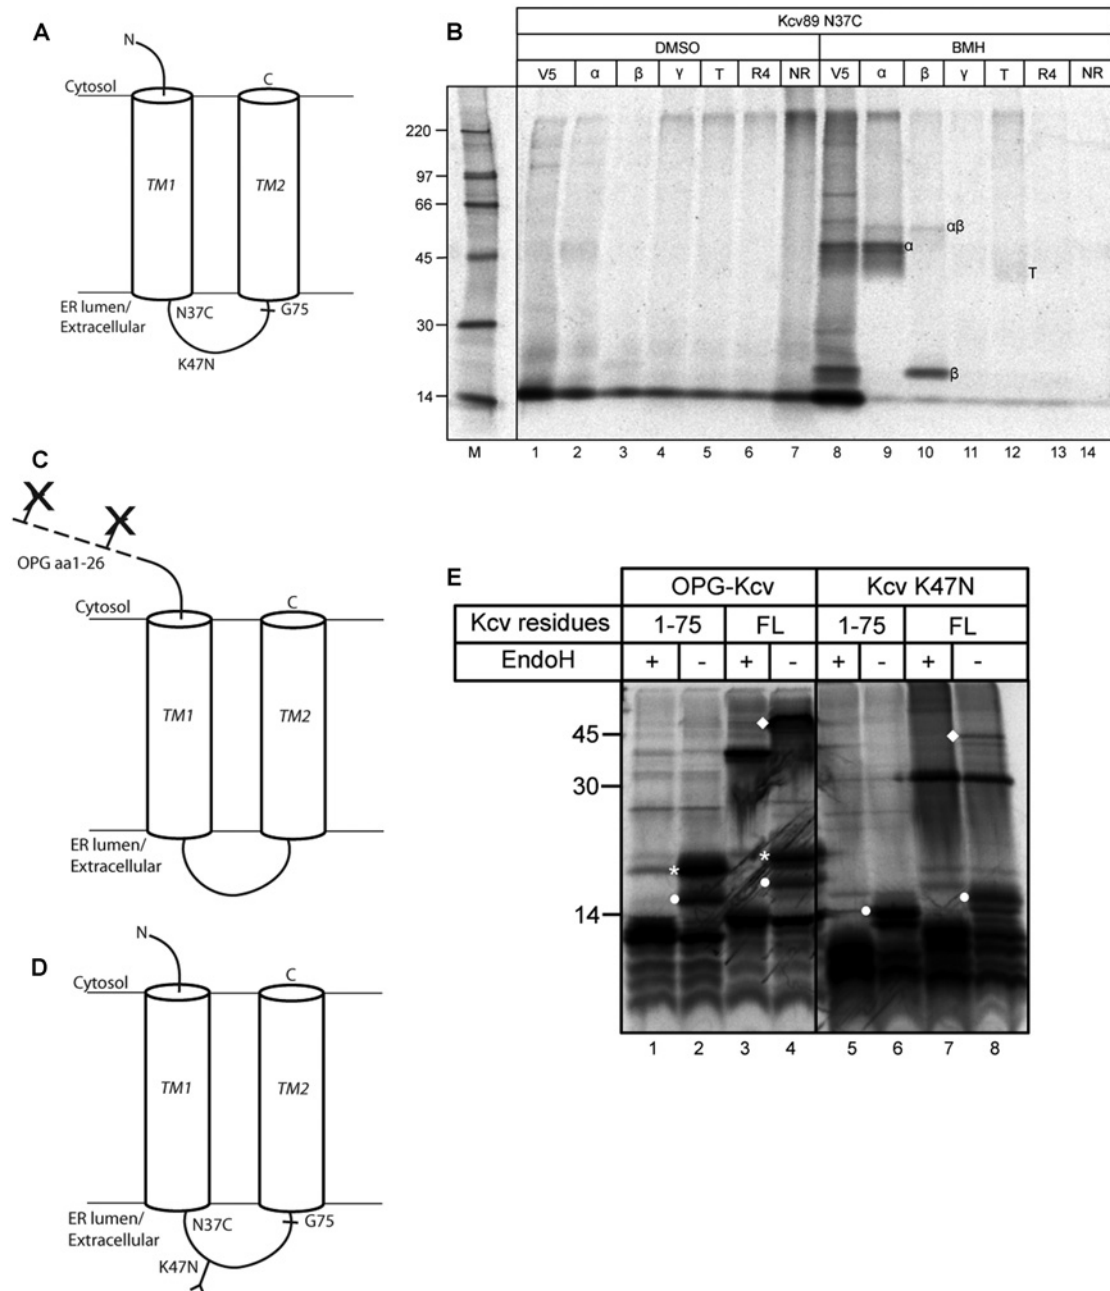 A
N
C
Cytosol
TM1
TM2
ER lumen/
Extracellular
N37C
G75
K47N
B
Kcv89 N37C
DMSO
BMH
V5 α β γ T R4 NR V5 α β γ T R4 NR
220
97
66
45
30
14
αβ
α
T
β
M 1 2 3 4 5 6 7 8 9 10 11 12 13 14
C
X
X
OPG aa1-26
Cytosol
C
TM1
TM2
ER lumen/
Extracellular
D
N
C
Cytosol
TM1
TM2
ER lumen/
Extracellular
N37C
G75
K47N
E
OPG-Kcv Kcv K47N
Kcv residues 1-75 FL 1-75 FL
EndoH + - + - + - + -
45
30
14
* *
1 2 3 4 5 6 7 8